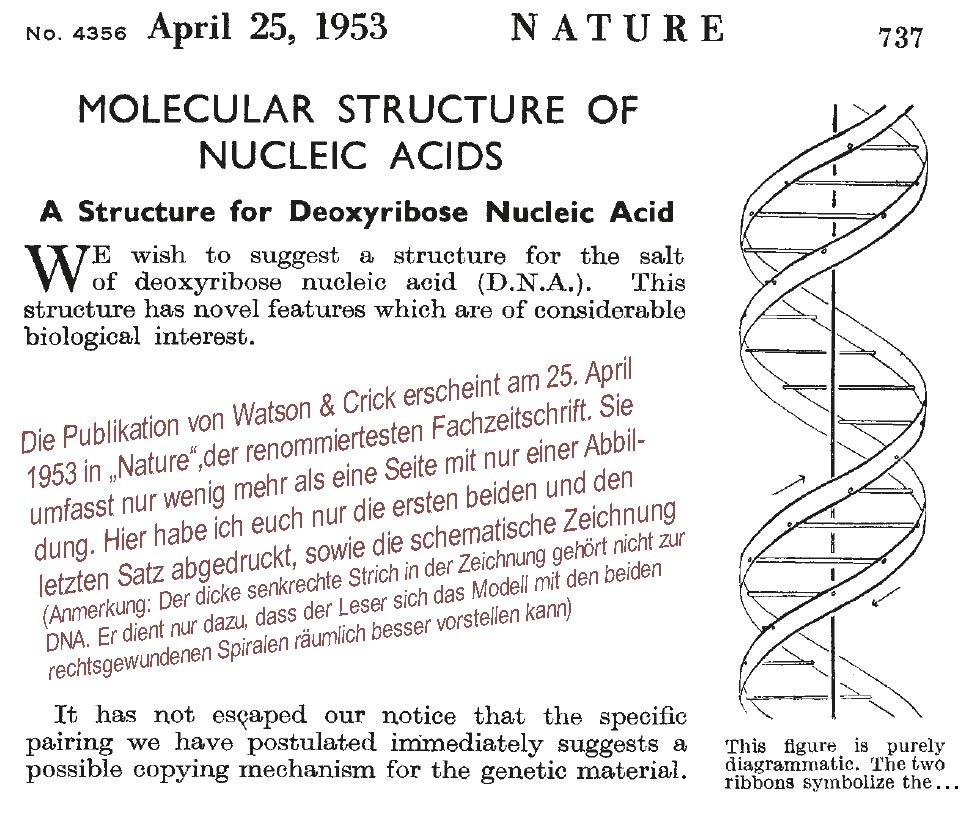 No. 4356 April 25, 1953 NATURE 737
MOLECULAR STRUCTURE OF
NUCLEIC ACIDS
A Structure for Deoxyribose Nucleic Acid
WE wish to suggest a structure for the salt
of deoxyribose nucleic acid (D.N.A.). This
structure has novel features which are of considerable
biological interest.
Die Publikation von Watson & Crick erscheint am 25. April
1953 in „Nature“,der renommiertesten Fachzeitschrift. Sie
umfasst nur wenig mehr als eine Seite mit nur einer Abbil-
dung. Hier habe ich euch nur die ersten beiden und den
letzten Satz abgedruckt, sowie die schematische Zeichnung
(Anmerkung: Der dicke senkrechte Strich in der Zeichnung gehört nicht zur
DNA. Er dient nur dazu, dass der Leser sich das Modell mit den beiden
rechtsgewundenen Spiralen räumlich besser vorstellen kann)
It has not escaped our notice that the specific
pairing we have postulated immediately suggests a
possible copying mechanism for the genetic material.
This figure is purely
diagrammatic. The two
ribbons symbolize the...